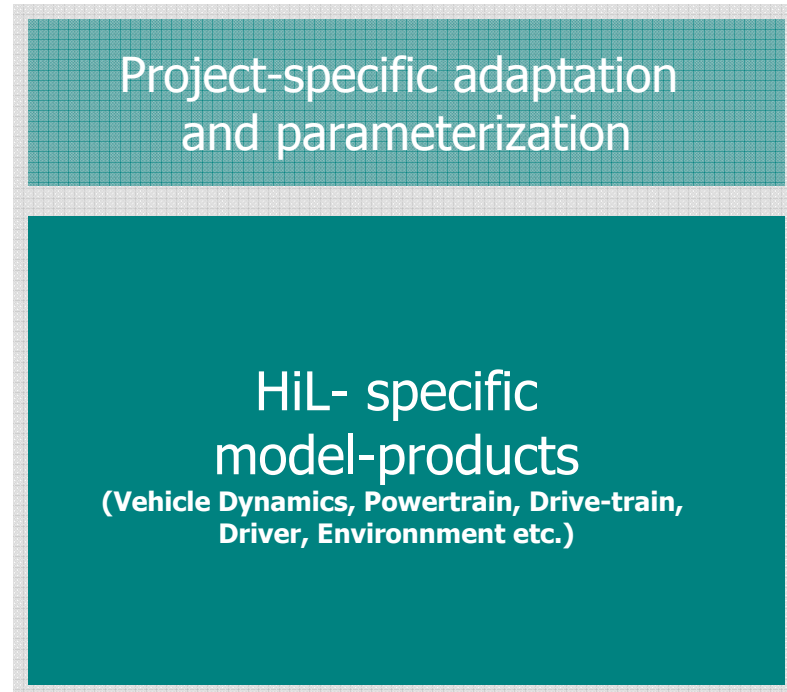 Project-specific adaptation
and parameterization
HiL- specific
model-products
(Vehicle Dynamics, Powertrain, Drive-train,
Driver, Environnment etc.)